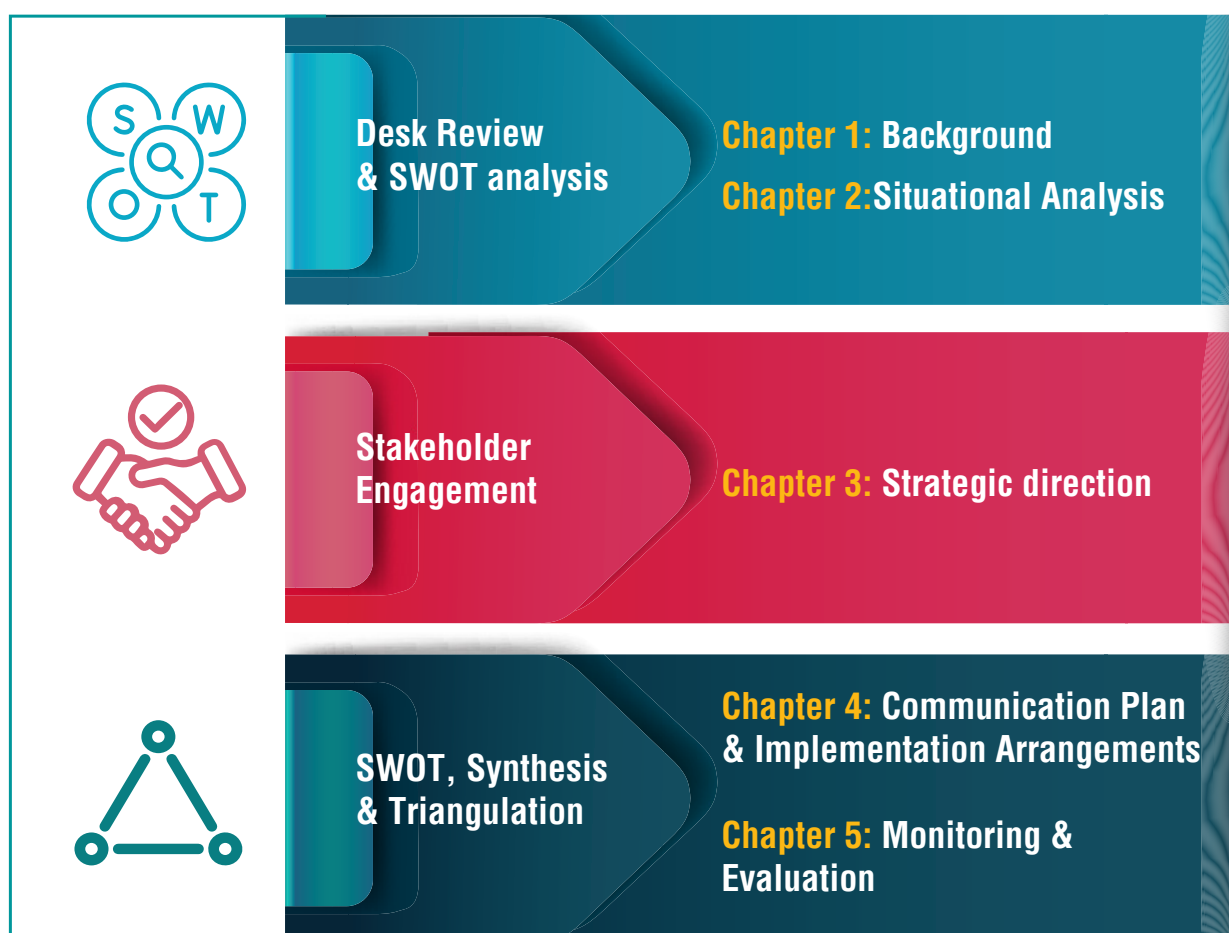 S W
O T
Desk Review
& SWOT analysis
Chapter 1: Background
Chapter 2:Situational Analysis
Stakeholder
Engagement
Chapter 3: Strategic direction
SWOT, Synthesis
& Triangulation
Chapter 4: Communication Plan
& Implementation Arrangements
Chapter 5: Monitoring &
Evaluation